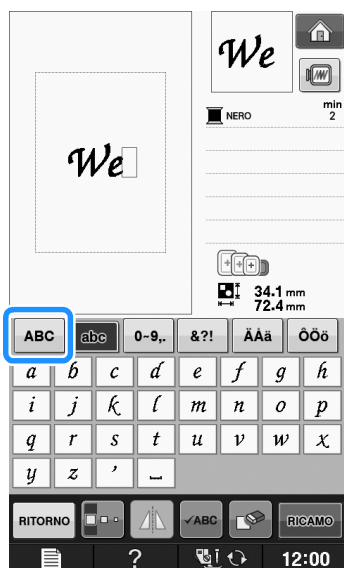 We
min
NERO 2
We
34.1 mm
72.4 mm
ABC abc 0~9,. &?! ÄÅä ÔÖö
a b c d e f g h
i j k l m n o p
q r s t u v w x
y z ’ ⎵
RITORNO ✓ABC RICAMO
? 12:00